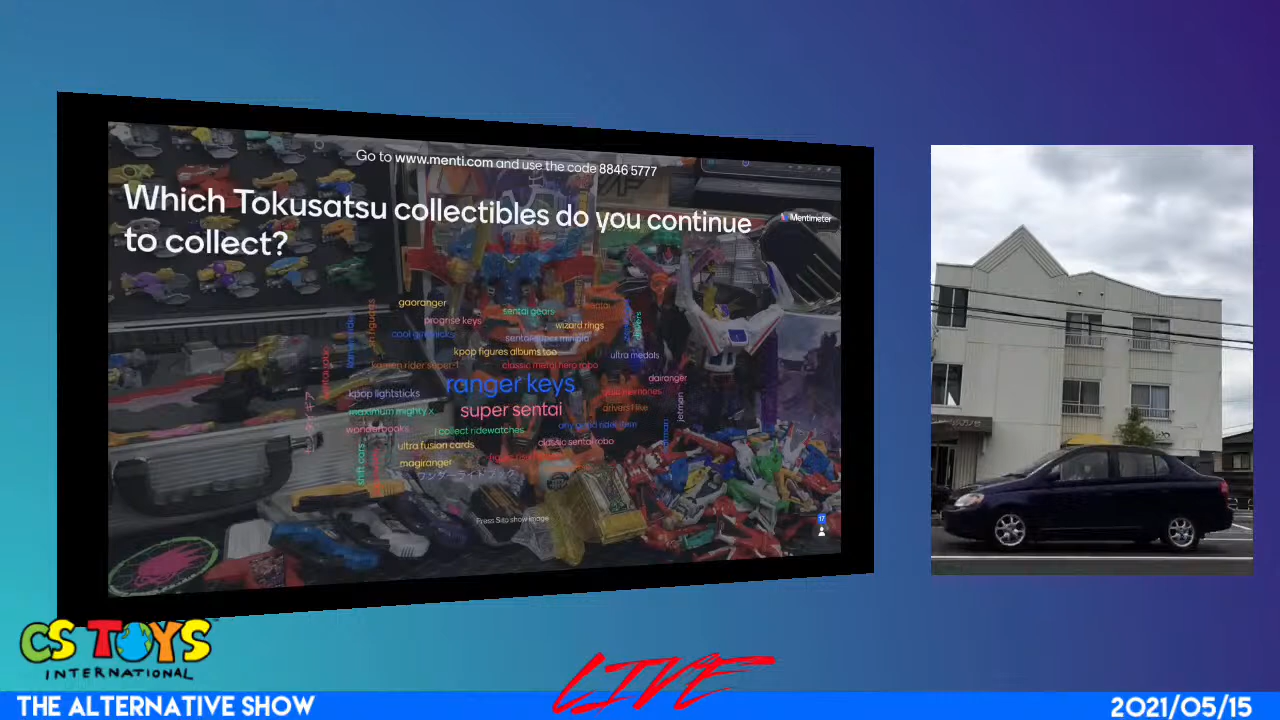 Go to www.menti.com and use the code 8846 5777
Which Tokusatsu collectibles do you continue
to collect?
Mentimeter
gaoranger
progrise keys
sentai gears
wizard rings
cool gimmicks
kpop figures albums too
ultra medals
kamen rider super-1
classic metal hero robo
ranger keys
dairanger
kpop lightsticks
super sentai
jetman
maximum mighty x
wonderbooks
i collect ridewatches
ultra fusion cards
classic sentai robo
shift cars
magiranger
Press S to show image
17
CS TOYS
INTERNATIONAL
LIVE
THE ALTERNATIVE SHOW
2021/05/15